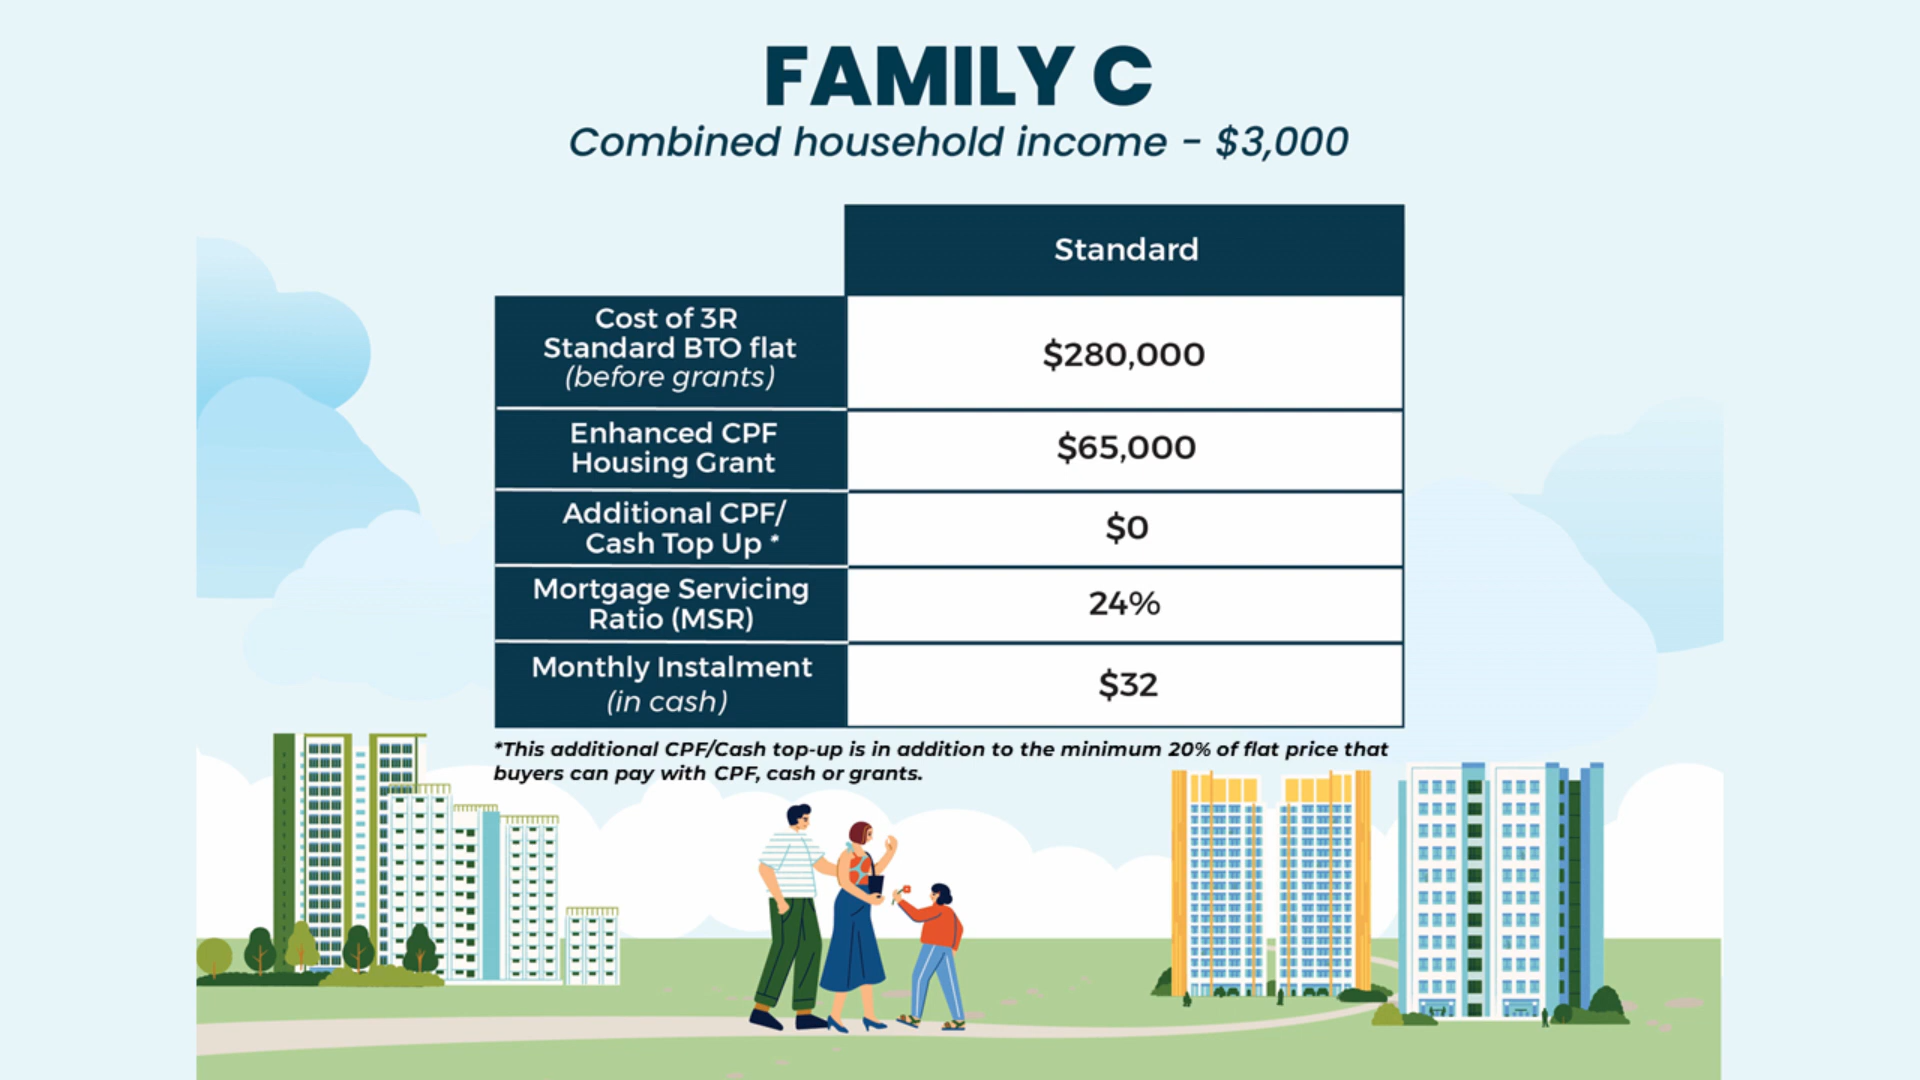 FAMILY C
Combined household income - $3,000
Standard
Cost of 3R
Standard BTO flat
(before grants)
$280,000
Enhanced CPF
Housing Grant
$65,000
Additional CPF/
Cash Top Up *
$0
Mortgage Servicing
Ratio (MSR)
24%
Monthly Instalment
(in cash)
$32
*This additional CPF/Cash top-up is in addition to the minimum 20% of flat price that
buyers can pay with CPF, cash or grants.